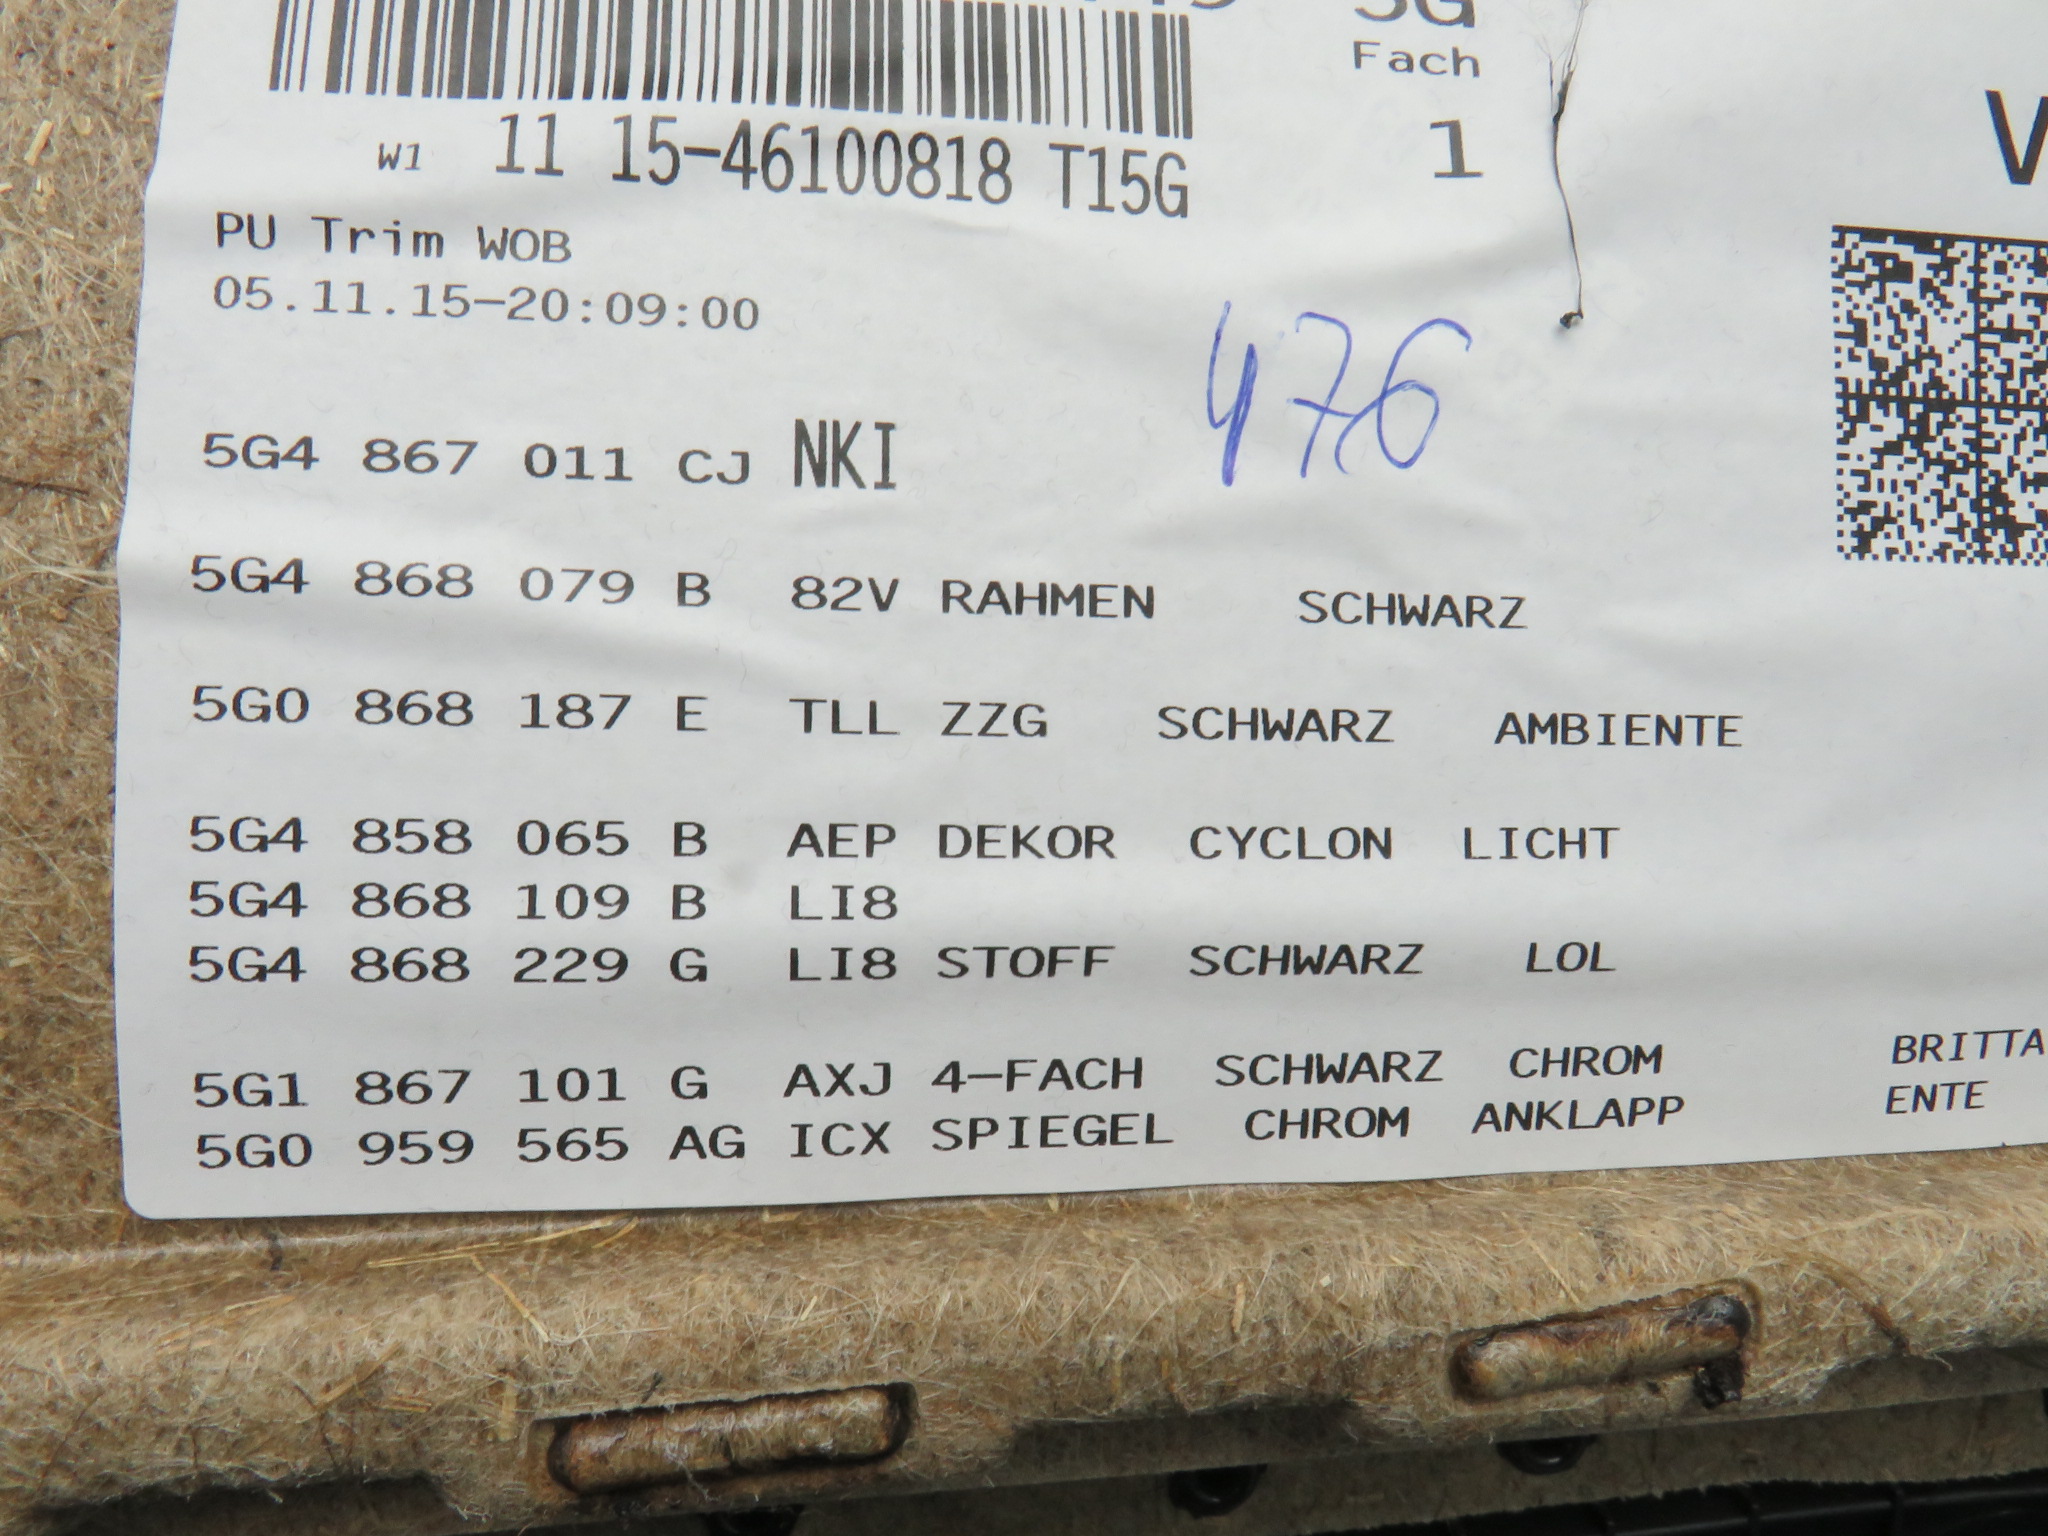 5G
Fach
W1 11 15-46100818 T15G 1
PU Trim WOB
05.11.15-20:09:00
476
5G4 867 011 CJ NKI
5G4 868 079 B 82V RAHMEN SCHWARZ
5G0 868 187 E TLL ZZG SCHWARZ AMBIENTE
5G4 858 065 B AEP DEKOR CYCLON LICHT
5G4 868 109 B LI8
5G4 868 229 G LI8 STOFF SCHWARZ LOL
5G1 867 101 G AXJ 4-FACH SCHWARZ CHROM BRITTA
5G0 959 565 AG ICX SPIEGEL CHROM ANKLAPP ENTE